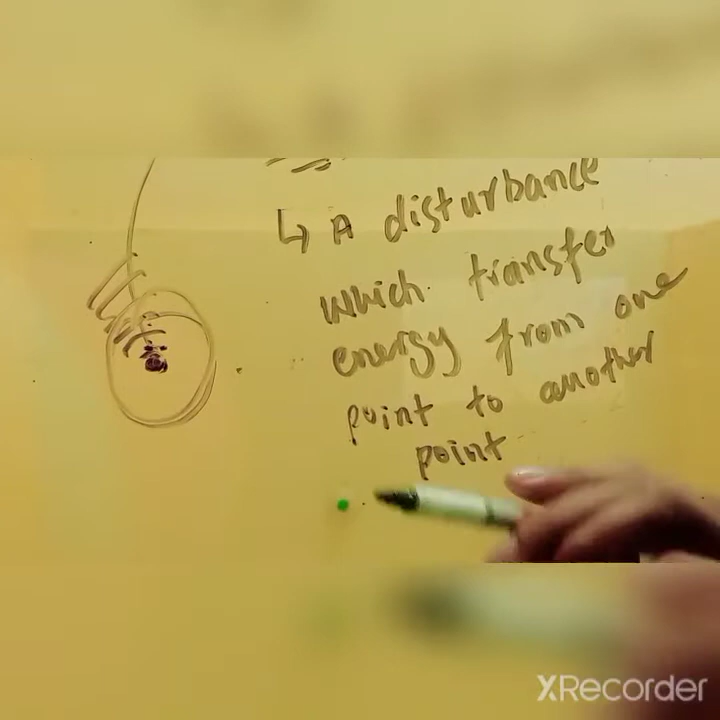 ↳ A disturbance
which transfer
energy from one
point to another
point
XRecorder